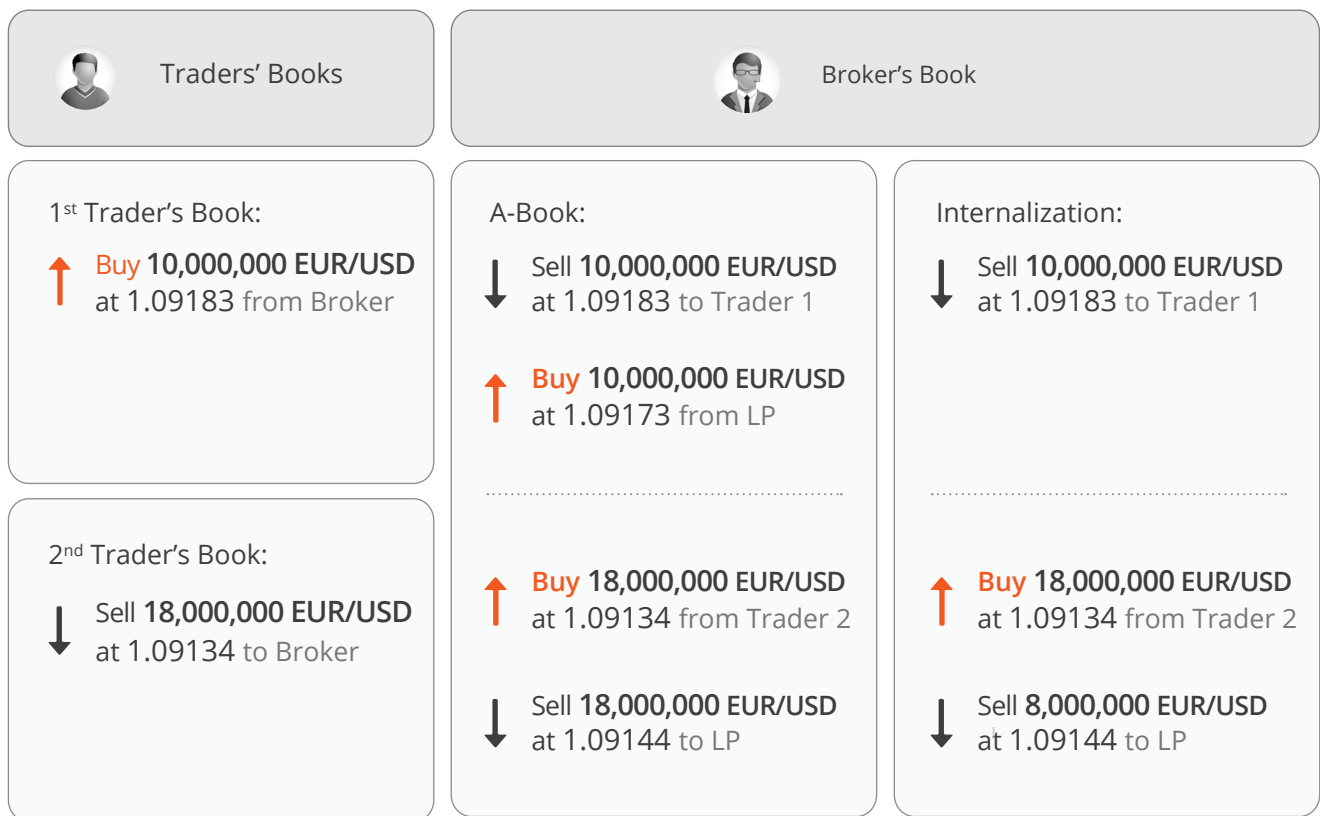 Traders’ Books
Broker’s Book
1st Trader’s Book:
Buy 10,000,000 EUR/USD
at 1.09183 from Broker
2nd Trader’s Book:
Sell 18,000,000 EUR/USD
at 1.09134 to Broker
A-Book:
Sell 10,000,000 EUR/USD
at 1.09183 to Trader 1
Buy 10,000,000 EUR/USD
at 1.09173 from LP
Buy 18,000,000 EUR/USD
at 1.09134 from Trader 2
Sell 18,000,000 EUR/USD
at 1.09144 to LP
Internalization:
Sell 10,000,000 EUR/USD
at 1.09183 to Trader 1
Buy 18,000,000 EUR/USD
at 1.09134 from Trader 2
Sell 8,000,000 EUR/USD
at 1.09144 to LP